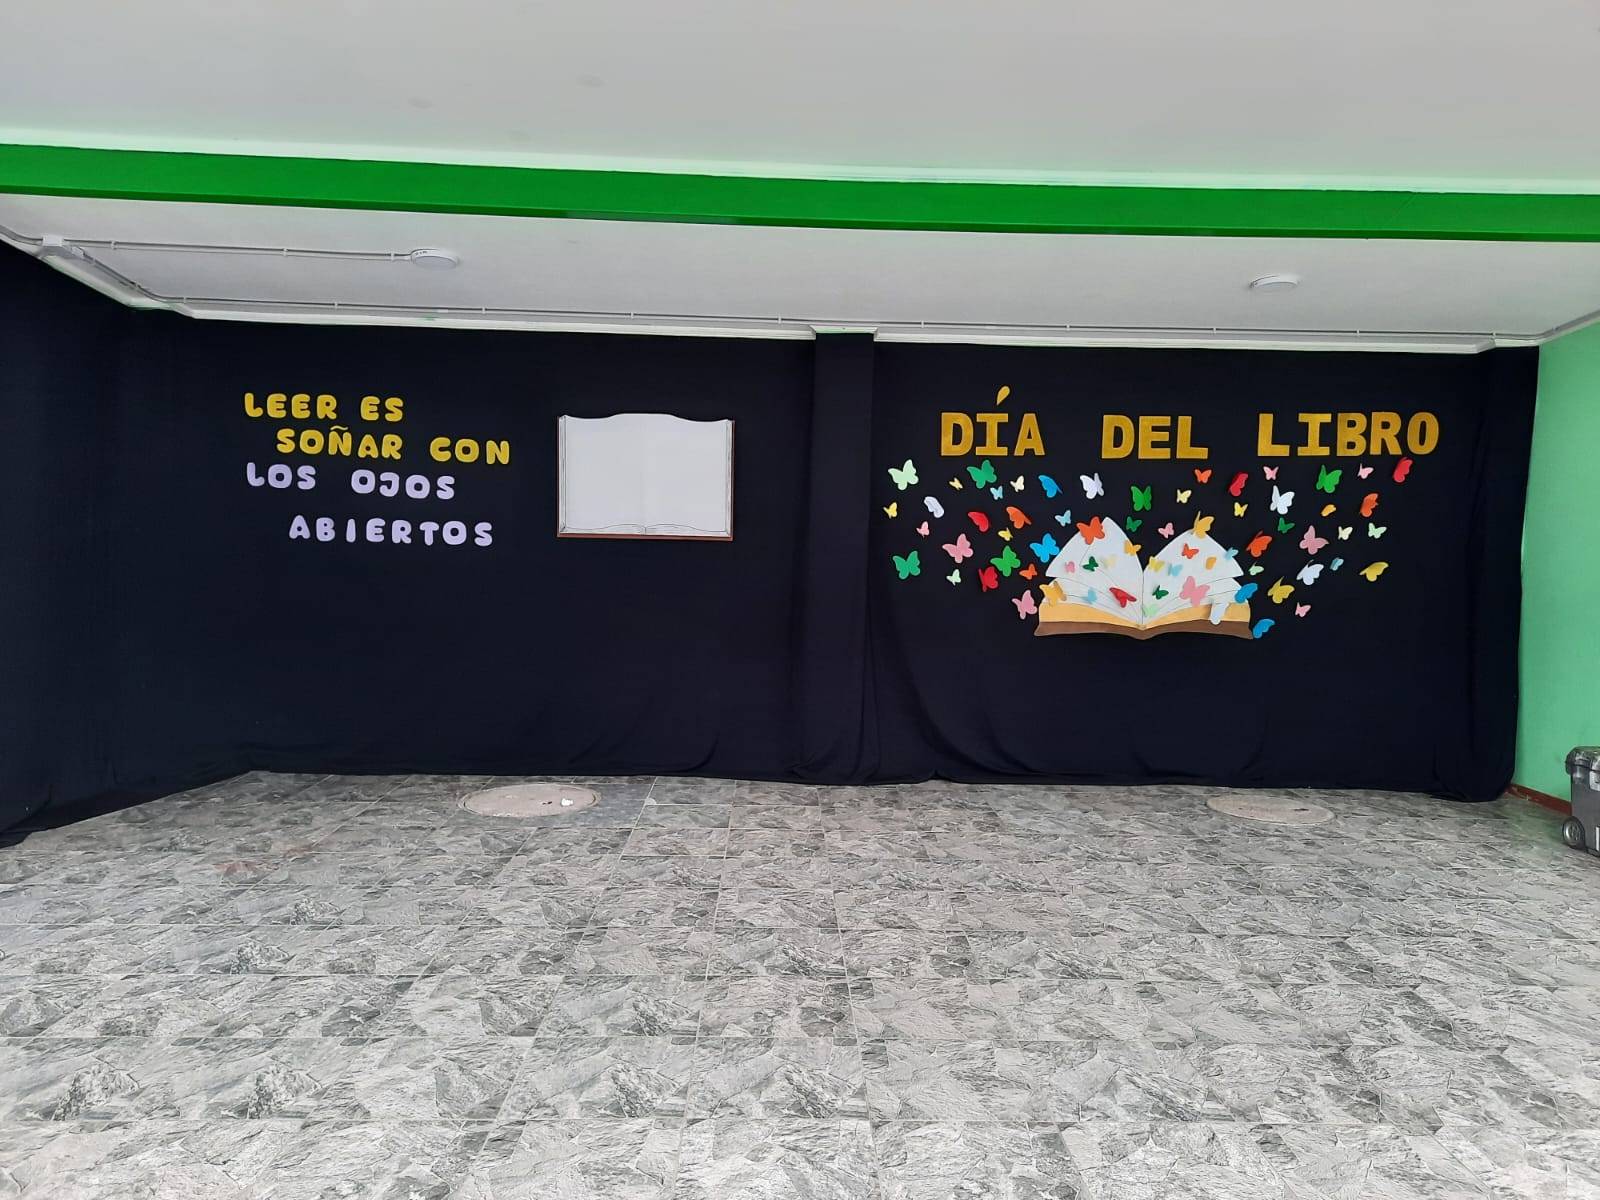 LEER ES
SOÑAR CON
LOS OJOS
ABIERTOS
DÍA DEL LIBRO